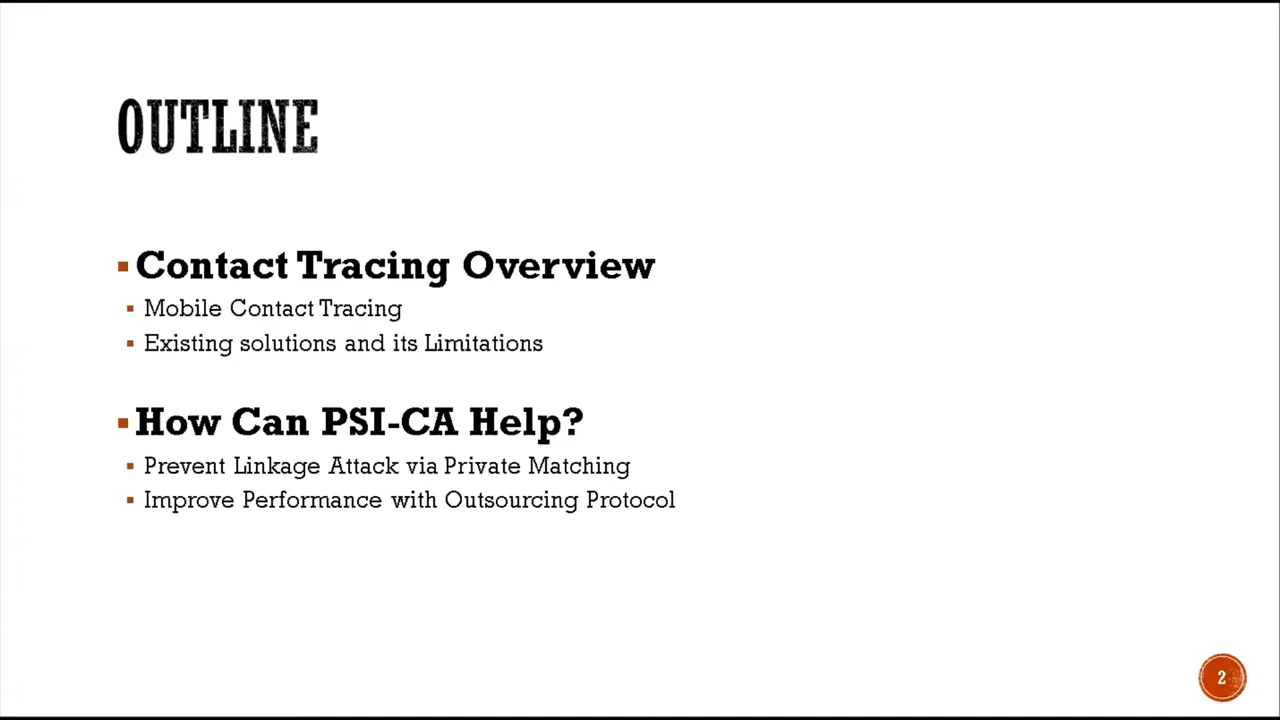 OUTLINE
Contact Tracing Overview
Mobile Contact Tracing
Existing solutions and its Limitations
How Can PSI-CA Help?
Prevent Linkage Attack via Private Matching
Improve Performance with Outsourcing Protocol
2